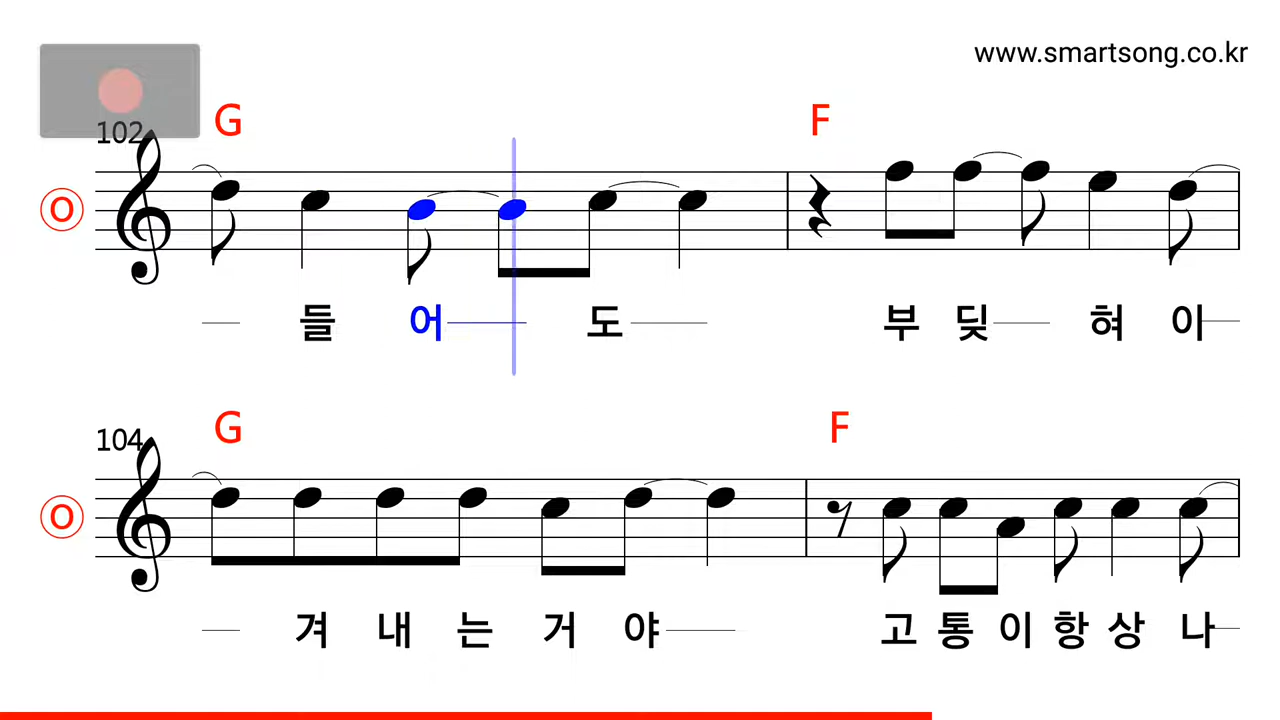 www.smartsong.co.kr
102 G F
O
들 어 도 부 딪 혀 이
104 G F
O
겨 내 는 거 야 고 통 이 항 상 나